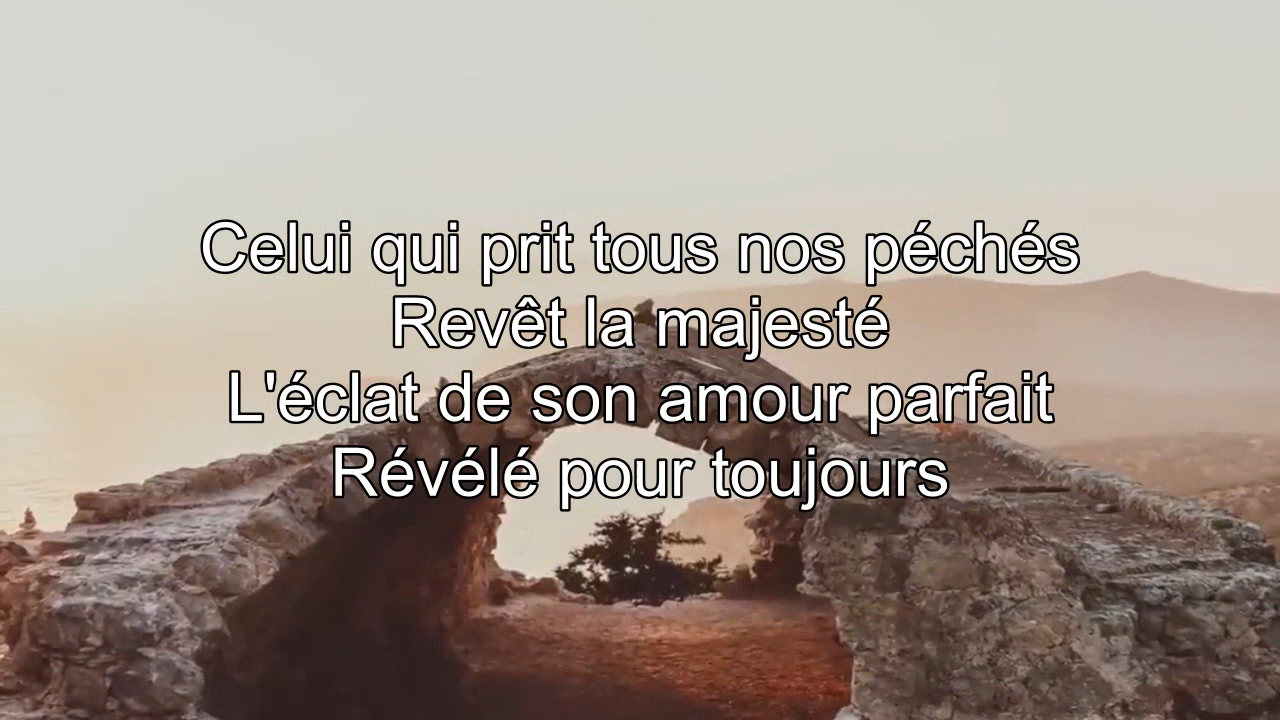 Celui qui prit tous nos péchés
Revêt la majesté
L'éclat de son amour parfait
Révélé pour toujours